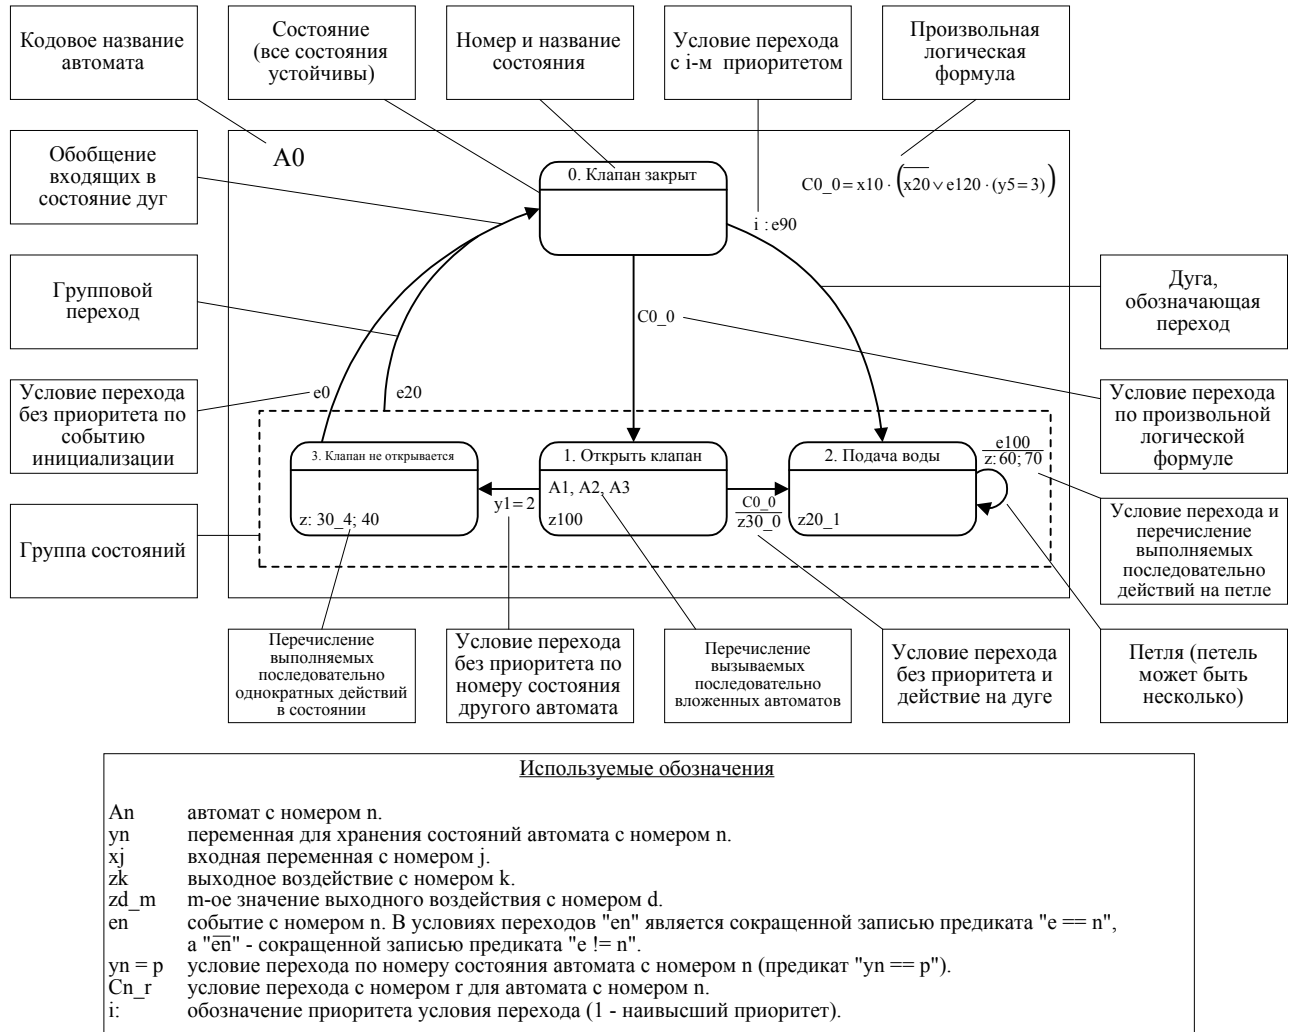 Кодовое название
автомата
Состояние
(все состояния
устойчивы)
Номер и название
состояния
Условие перехода
с i-м приоритетом
Произвольная
логическая
формула
Обобщение
входящих в
состояние дуг
A0
0. Клапан закрыт
C0_0 = x10 · (x̅2̅0̅ ∨ e120 · (y5 = 3))
i : e90
Групповой
переход
C0_0
Дуга,
обозначающая
переход
Условие перехода
без приоритета по
событию
инициализации
e0
e20
Условие перехода
по произвольной
логической
формуле
3. Клапан не открывается
z: 30_4; 40
1. Открыть клапан
A1, A2, A3
z100
y1= 2
C0_0
z30_0
2. Подача воды
z20_1
e100
z: 60; 70
Группа состояний
Условие перехода и
перечисление
выполняемых
последовательно
действий на петле
Перечисление
выполняемых
последовательно
однократных действий
в состоянии
Условие перехода
без приоритета по
номеру состояния
другого автомата
Перечисление
вызываемых
последовательно
вложенных автоматов
Условие перехода
без приоритета и
действие на дуге
Петля (петель
может быть
несколько)
Используемые обозначения
An автомат с номером n.
yn переменная для хранения состояний автомата с номером n.
xj входная переменная с номером j.
zk выходное воздействие с номером k.
zd_m m-ое значение выходного воздействия с номером d.
en событие с номером n. В условиях переходов "en" является сокращенной записью предиката "e == n",
а "e̅n̅" - сокращенной записью предиката "e != n".
yn = p условие перехода по номеру состояния автомата с номером n (предикат "yn == p").
Cn_r условие перехода с номером r для автомата с номером n.
i: обозначение приоритета условия перехода (1 - наивысший приоритет).